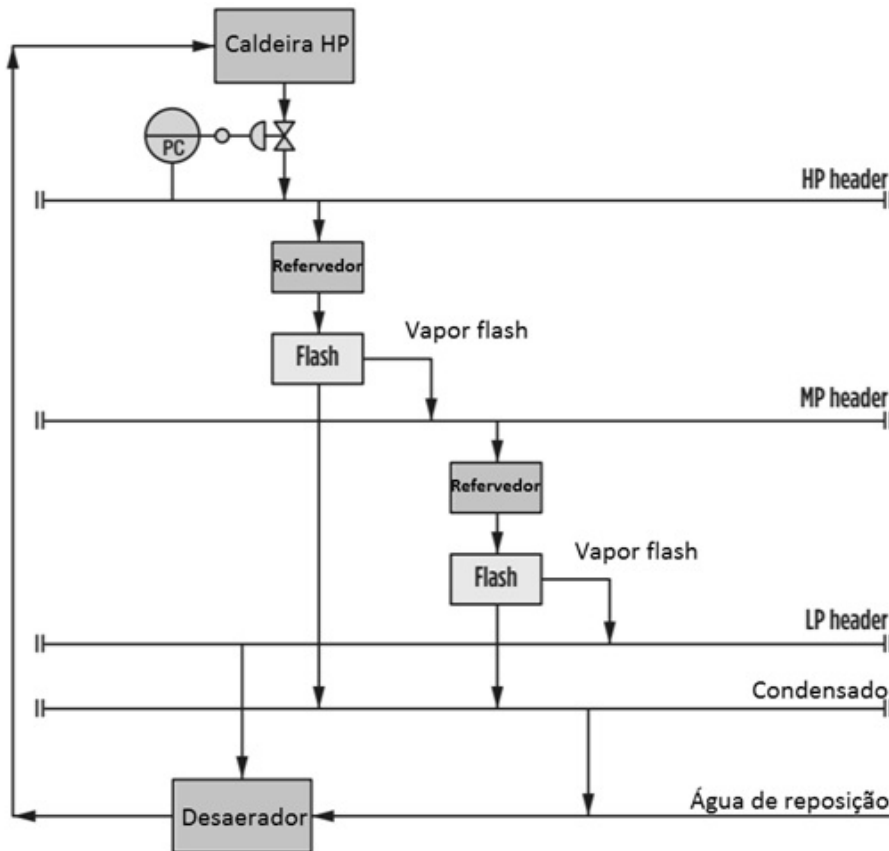 Caldeira HP
PC
HP header
Refervedor
Vapor flash
Flash
MP header
Refervedor
Vapor flash
Flash
LP header
Condensado
Água de reposição
Desaerador